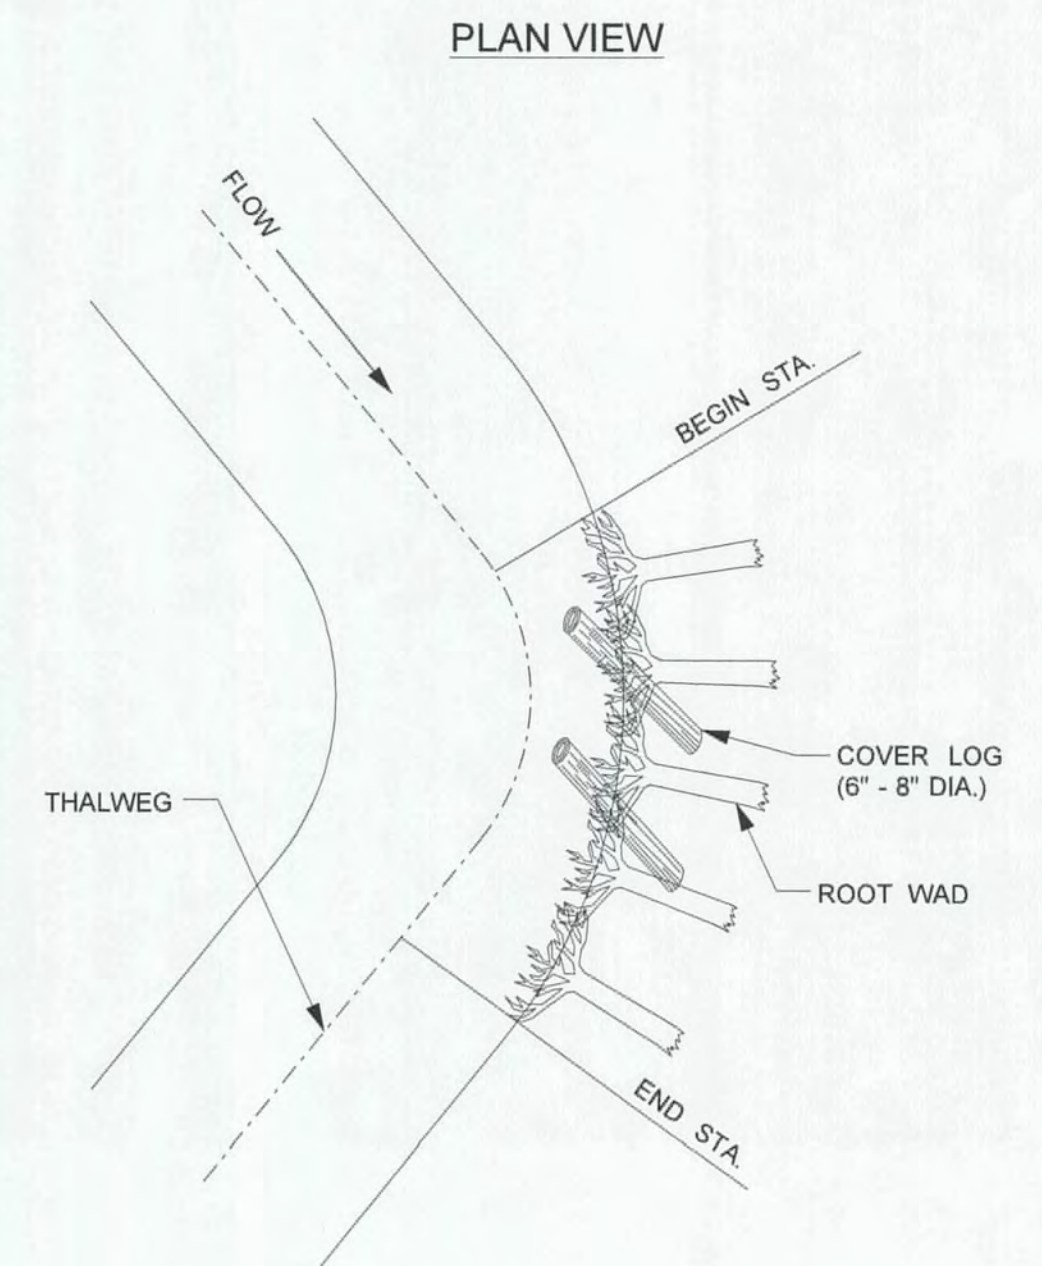 PLAN VIEW
FLOW
BEGIN STA.
COVER LOG
(6" - 8" DIA.)
THALWEG
ROOT WAD
END STA.